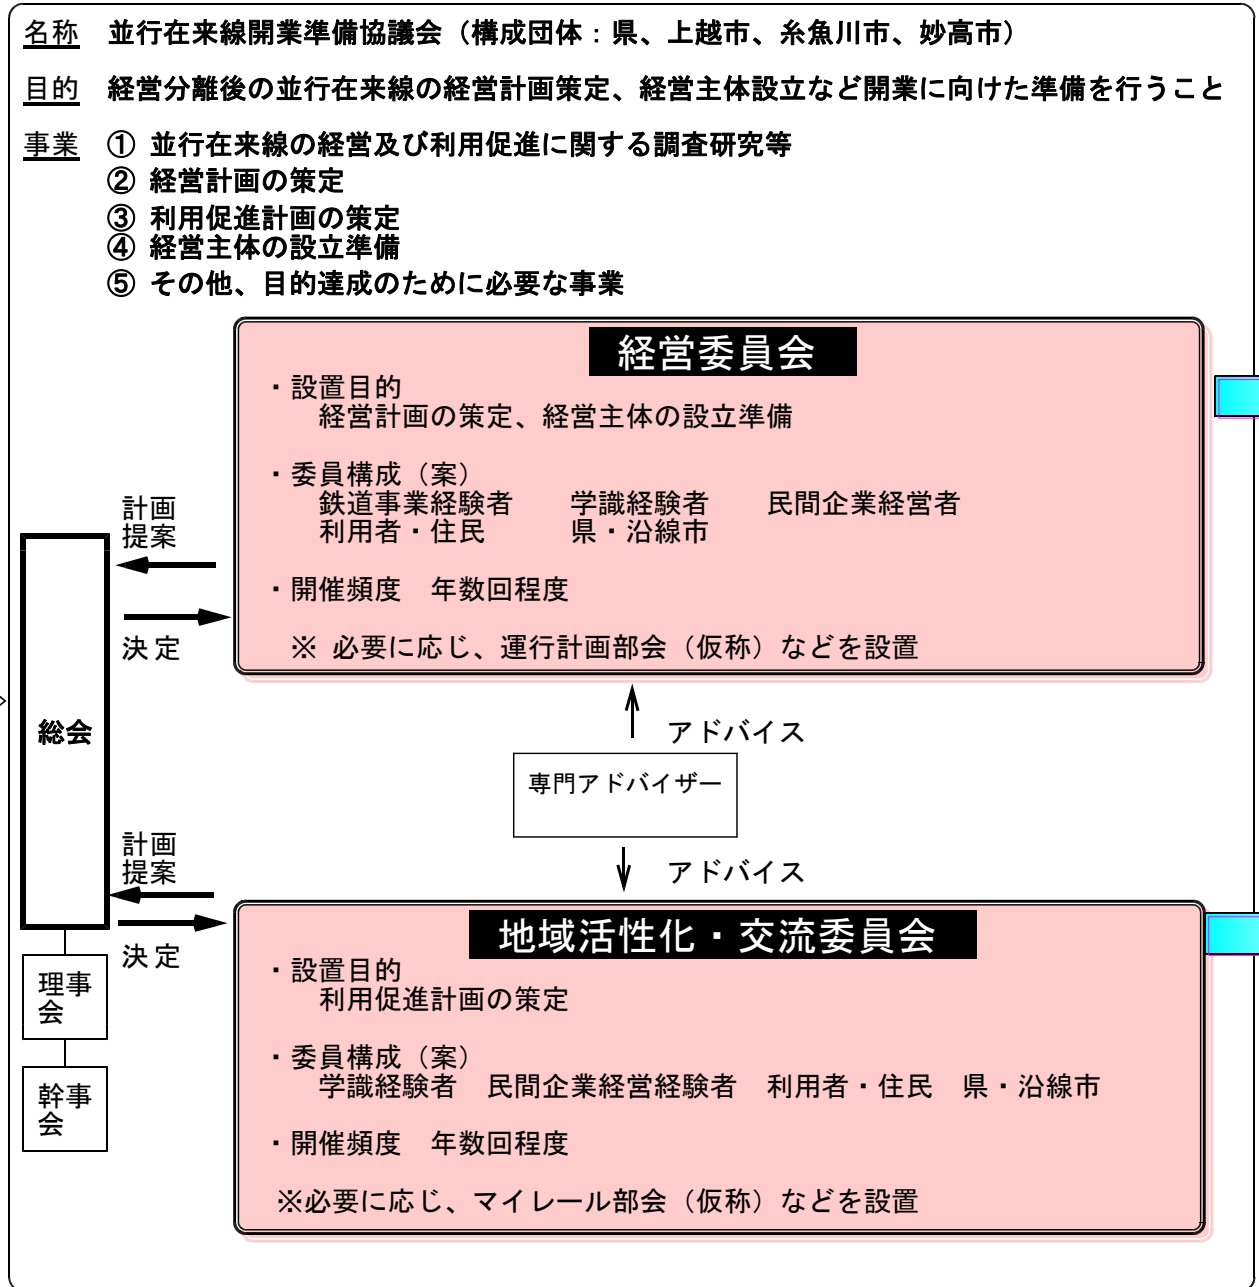 名称 並行在来線開業準備協議会（構成団体：県、上越市、糸魚川市、妙高市）
目的 経営分離後の並行在来線の経営計画策定、経営主体設立など開業に向けた準備を行うこと
事業 ① 並行在来線の経営及び利用促進に関する調査研究等
② 経営計画の策定
③ 利用促進計画の策定
④ 経営主体の設立準備
⑤ その他、目的達成のために必要な事業
経営委員会
・設置目的
経営計画の策定、経営主体の設立準備
・委員構成（案）
鉄道事業経験者 学識経験者 民間企業経営者
利用者・住民 県・沿線市
・開催頻度 年数回程度
※ 必要に応じ、運行計画部会（仮称）などを設置
計画
提案
決定
総会
アドバイス
専門アドバイザー
アドバイス
計画
提案
決定
理事
会
幹事
会
地域活性化・交流委員会
・設置目的
利用促進計画の策定
・委員構成（案）
学識経験者 民間企業経営経験者 利用者・住民 県・沿線市
・開催頻度 年数回程度
※必要に応じ、マイレール部会（仮称）などを設置